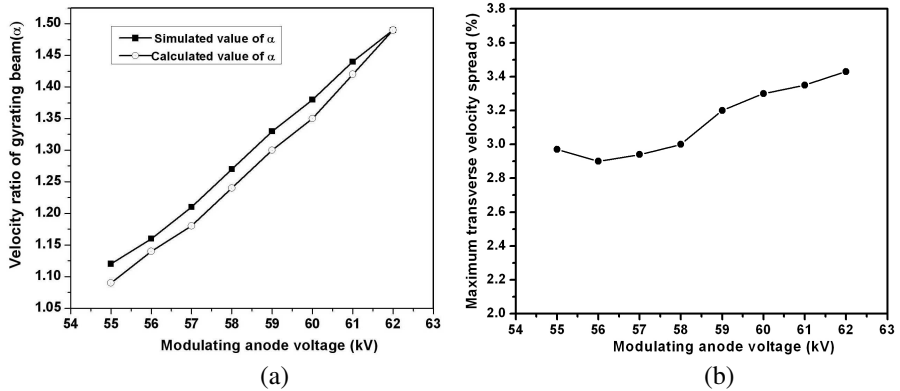 1.50
1.45
1.40
1.35
1.30
1.25
1.20
1.15
1.10
1.05
54 55 56 57 58 59 60 61 62 63
Velocity ratio of gyrating beam(α)
Modulating anode voltage (kV)
Simulated value of α
Calculated value of α
(a)
3.8
3.6
3.4
3.2
3.0
2.8
2.6
2.4
2.2
2.0
54 55 56 57 58 59 60 61 62 63
Maximum transverse velocity spread (%)
Modulating anode voltage (kV)
(b)